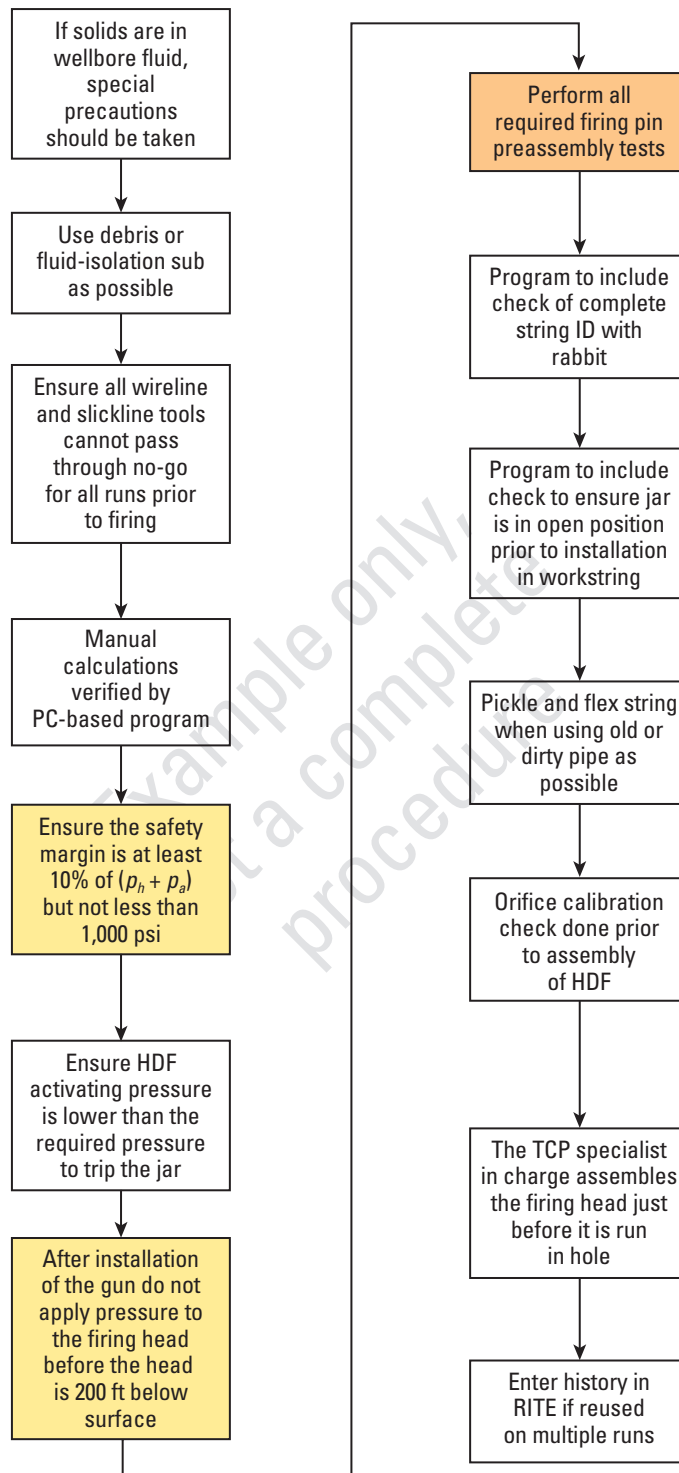 If solids are in
wellbore fluid,
special
precautions
should be taken
Use debris or
fluid-isolation sub
as possible
Ensure all wireline
and slickline tools
cannot pass
through no-go
for all runs prior
to firing
Manual
calculations
verified by
PC-based program
Ensure the safety
margin is at least
10% of (pₕ + pₐ)
but not less than
1,000 psi
Ensure HDF
activating pressure
is lower than the
required pressure
to trip the jar
After installation
of the gun do not
apply pressure to
the firing head
before the head
is 200 ft below
surface
Perform all
required firing pin
preassembly tests
Program to include
check of complete
string ID with
rabbit
Program to include
check to ensure jar
is in open position
prior to installation
in workstring
Pickle and flex string
when using old or
dirty pipe as
possible
Orifice calibration
check done prior
to assembly
of HDF
The TCP specialist
in charge assembles
the firing head just
before it is run
in hole
Enter history in
RITE if reused
on multiple runs
Example only,
not a complete
procedure